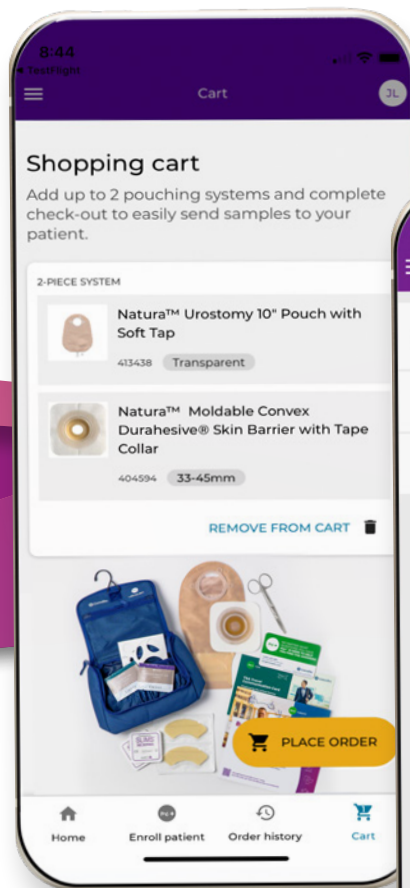 8:44
TestFlight
Cart
JL
Shopping cart
Add up to 2 pouching systems and complete
check-out to easily send samples to your
patient.
2-PIECE SYSTEM
Natura™ Urostomy 10" Pouch with
Soft Tap
413438 Transparent
Natura™ Moldable Convex
Durahesive® Skin Barrier with Tape
Collar
404594 33-45mm
REMOVE FROM CART
PLACE ORDER
Home
Enroll patient
Order history
Cart